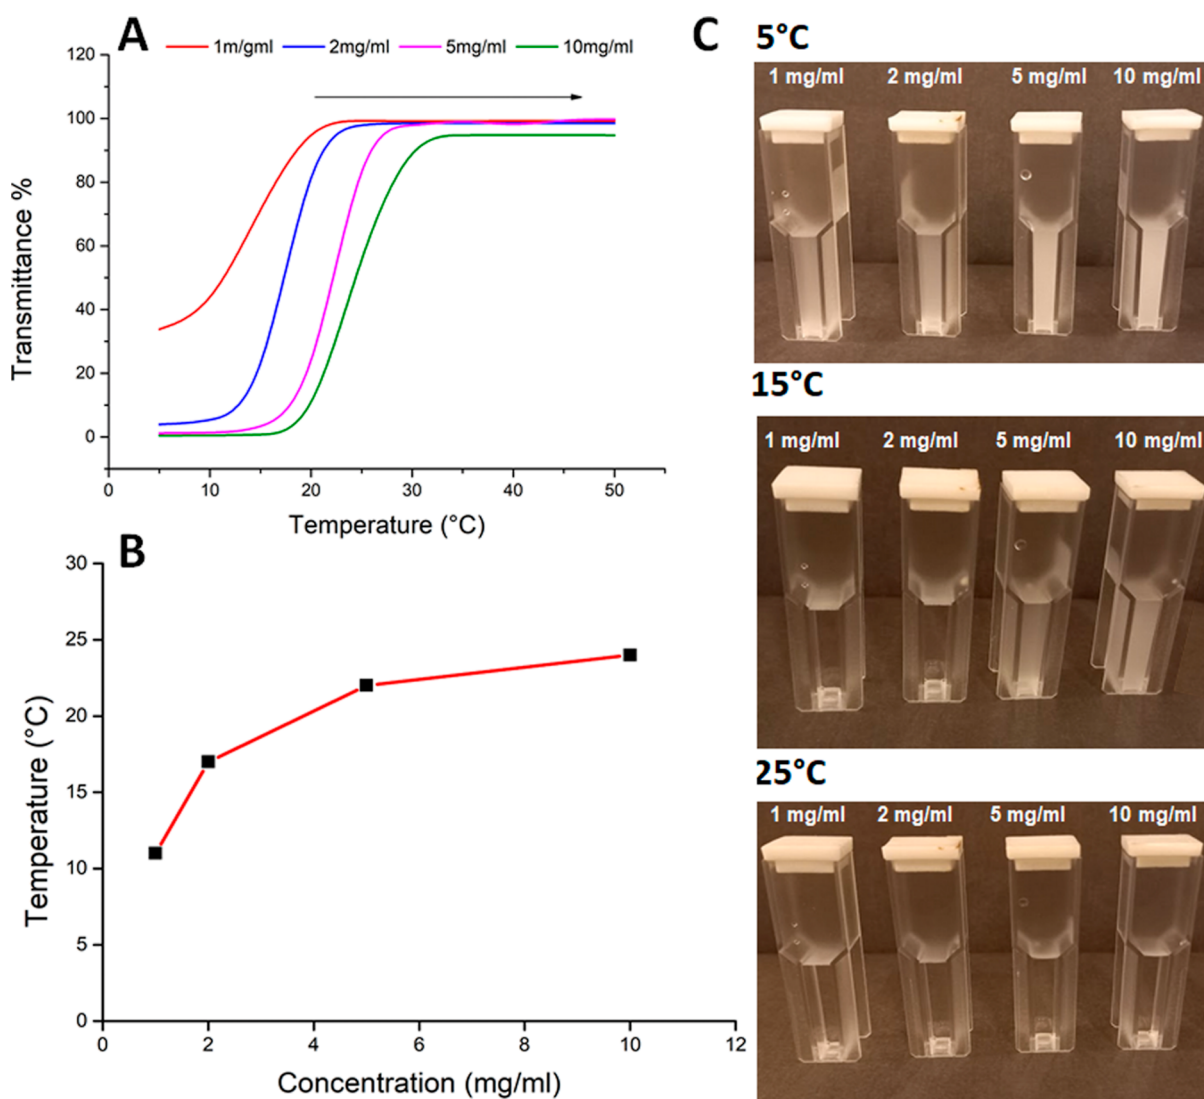 A
1m/gml 2mg/ml 5mg/ml 10mg/ml
120
100
80
60
40
20
0
Transmittance %
0 10 20 30 40 50
Temperature (°C)
B
30
25
20
15
10
5
0
Temperature (°C)
0 2 4 6 8 10 12
Concentration (mg/ml)
C
5°C
1 mg/ml 2 mg/ml 5 mg/ml 10 mg/ml
15°C
1 mg/ml 2 mg/ml 5 mg/ml 10 mg/ml
25°C
1 mg/ml 2 mg/ml 5 mg/ml 10 mg/ml